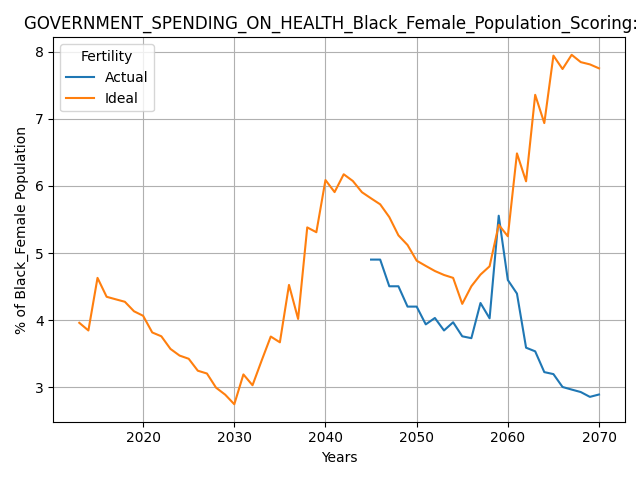 GOVERNMENT_SPENDING_ON_HEALTH_Black_Female_Population_Scoring:
Fertility
Actual
Ideal
% of Black_Female Population
8
7
6
5
4
3
2020 2030 2040 2050 2060 2070
Years